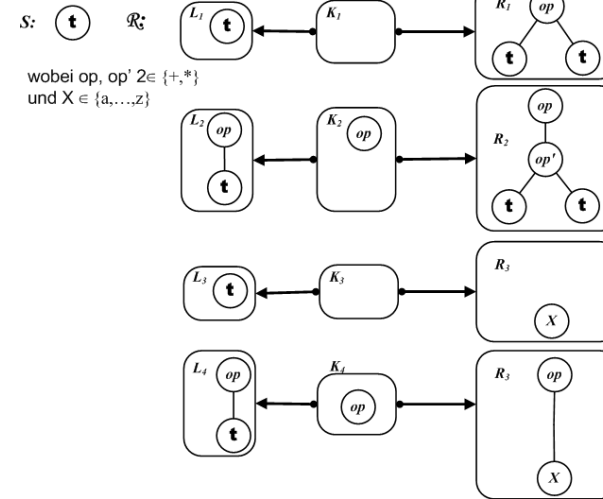 S: t R: L1 t K1 R1 op
t t
wobei op, op’ 2∈ {+,*}
und X ∈ {a,…,z}
L2 op K2 op R2 op
op'
t t t
L3 t K3 R3
X
L4 op K4 R3 op
op
t X